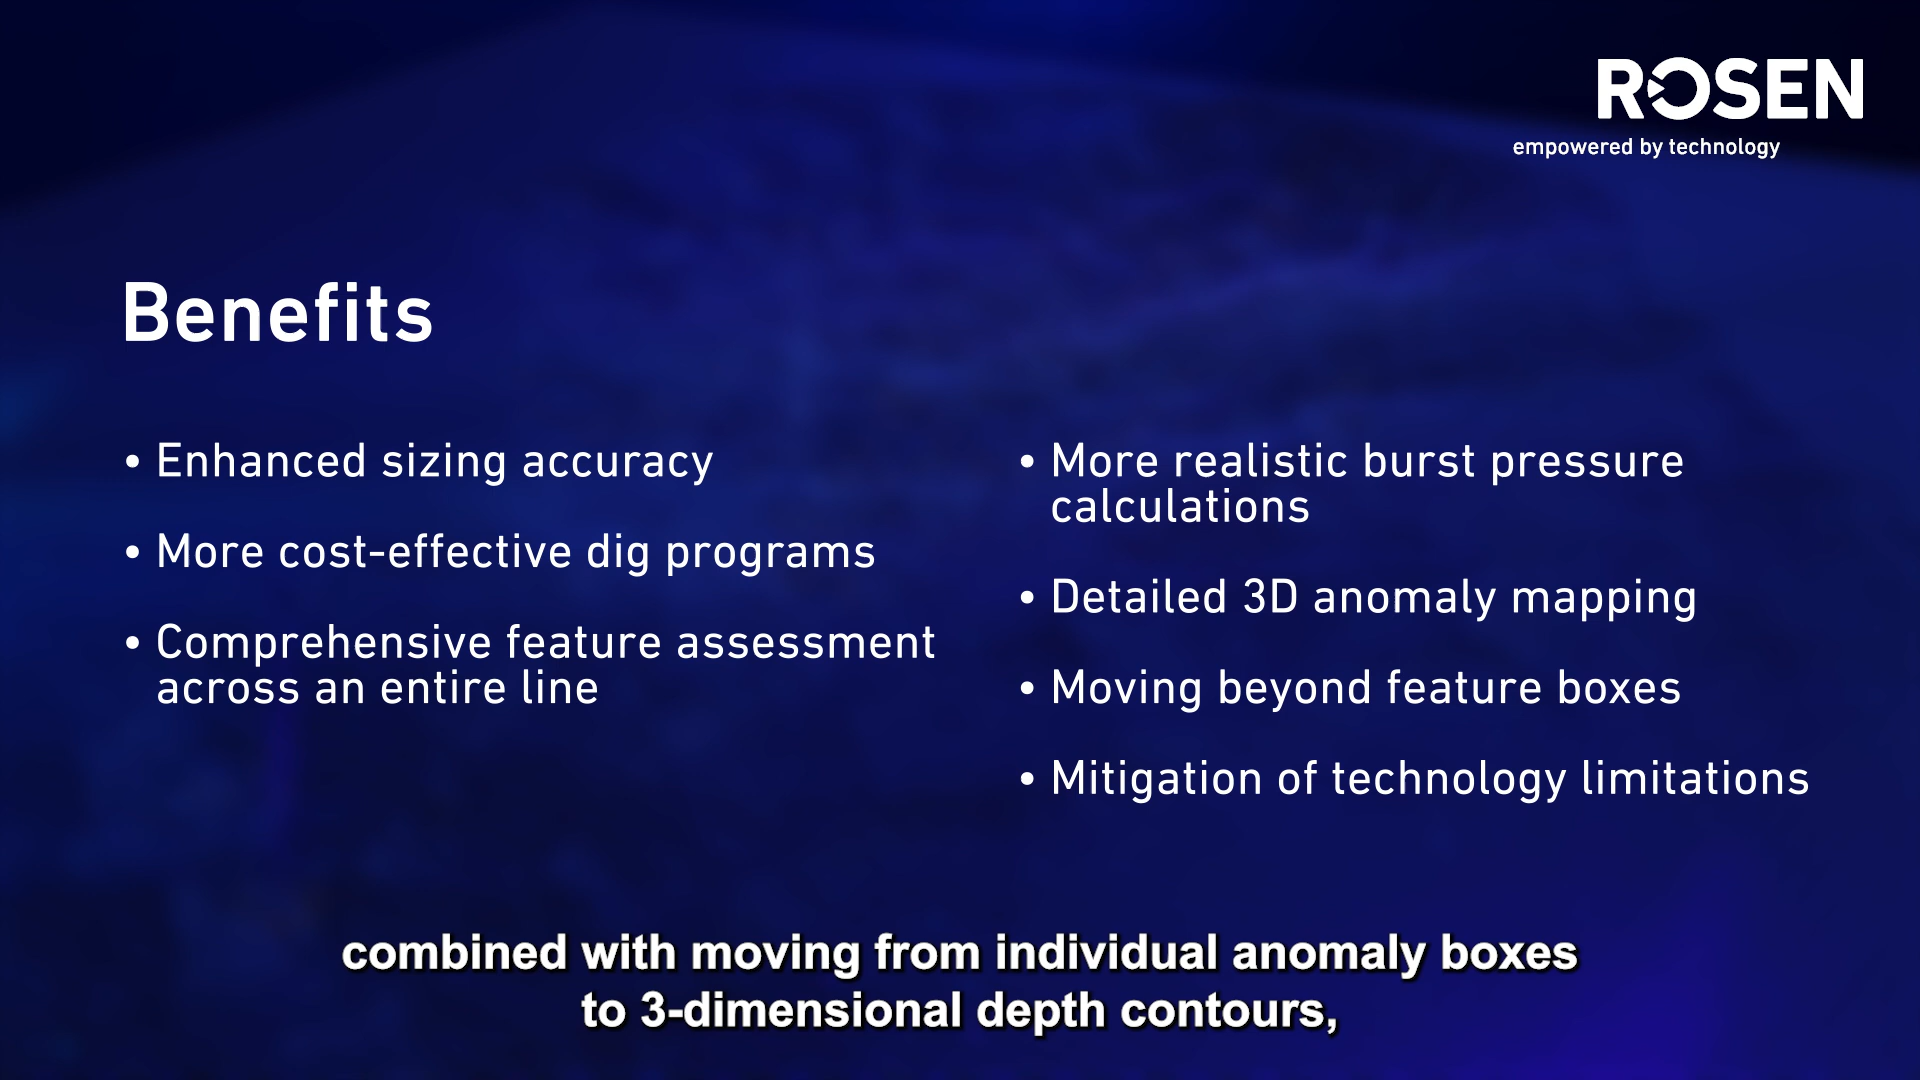 ROSEN
empowered by technology
Benefits
• Enhanced sizing accuracy
• More cost-effective dig programs
• Comprehensive feature assessment
across an entire line
• More realistic burst pressure
calculations
• Detailed 3D anomaly mapping
• Moving beyond feature boxes
• Mitigation of technology limitations
combined with moving from individual anomaly boxes
to 3-dimensional depth contours,